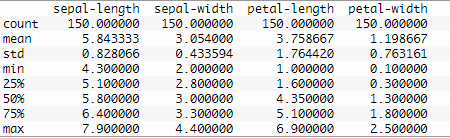 sepal-length sepal-width petal-length petal-width
count 150.000000 150.000000 150.000000 150.000000
mean 5.843333 3.054000 3.758667 1.198667
std 0.828066 0.433594 1.764420 0.763161
min 4.300000 2.000000 1.000000 0.100000
25% 5.100000 2.800000 1.600000 0.300000
50% 5.800000 3.000000 4.350000 1.300000
75% 6.400000 3.300000 5.100000 1.800000
max 7.900000 4.400000 6.900000 2.500000